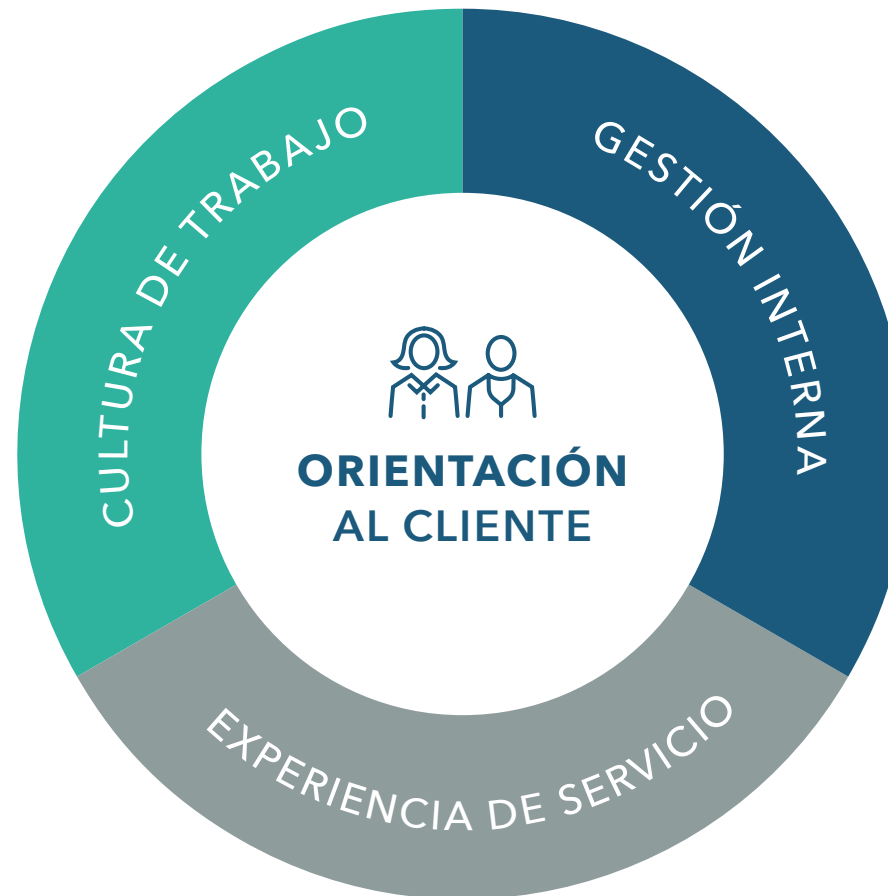 CULTURA DE TRABAJO
GESTIÓN INTERNA
ORIENTACIÓN
AL CLIENTE
EXPERIENCIA DE SERVICIO